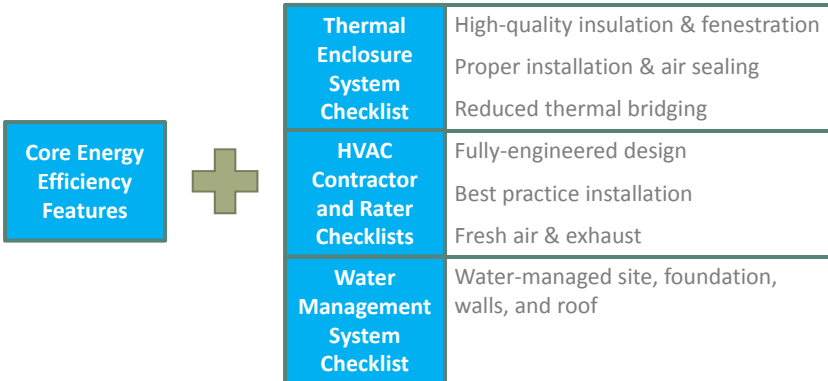 Core Energy
Efficiency
Features
Thermal
Enclosure
System
Checklist
High-quality insulation & fenestration
Proper installation & air sealing
Reduced thermal bridging
HVAC
Contractor
and Rater
Checklists
Fully-engineered design
Best practice installation
Fresh air & exhaust
Water
Management
System
Checklist
Water-managed site, foundation,
walls, and roof